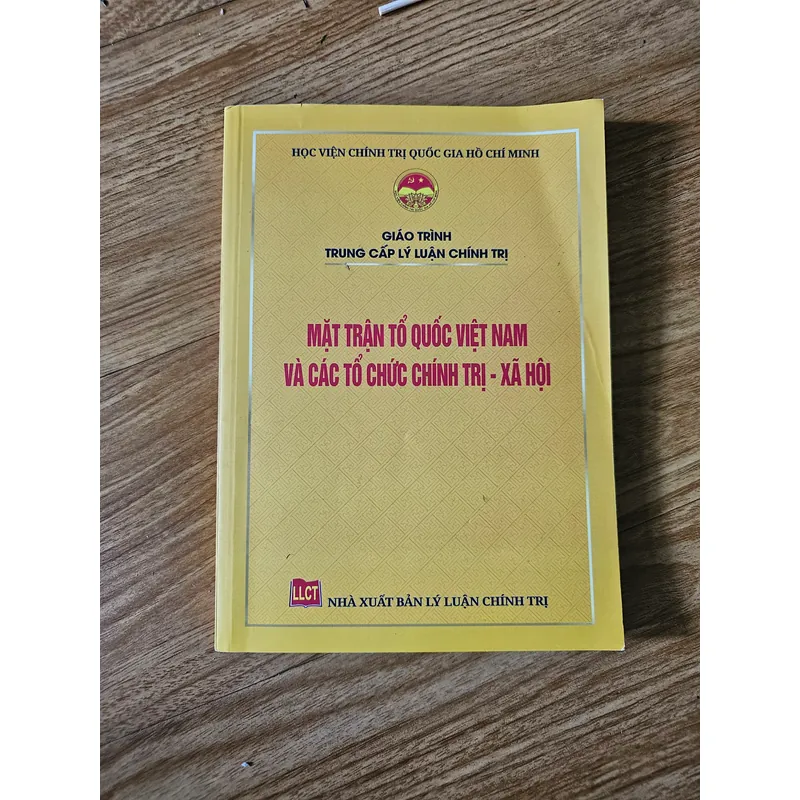 HỌC VIỆN CHÍNH TRỊ QUỐC GIA HỒ CHÍ MINH
GIÁO TRÌNH
TRUNG CẤP LÝ LUẬN CHÍNH TRỊ
MẶT TRẬN TỔ QUỐC VIỆT NAM
VÀ CÁC TỔ CHỨC CHÍNH TRỊ - XÃ HỘI
LLCT NHÀ XUẤT BẢN LÝ LUẬN CHÍNH TRỊ